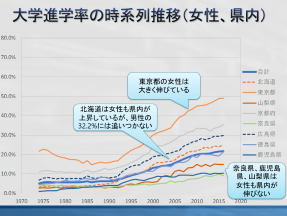 大学進学率の時系列推移(女性、県内)
80.0%
70.0%
60.0%
50.0%
40.0%
30.0%
20.0%
10.0%
0.0%
1970
1975
1980
1985
1990
1995
2000
2005
2010
2015
2020
東京都の女性は
大きく伸びている
北海道は女性も県内が
上昇しているが、男性の
32.2%には追いつかない
合計
北海道
東京都
山梨県
京都府
奈良県
広島県
徳島県
鹿児島県
奈良県、鹿児島
県、山梨県は
女性も県内が
伸びない